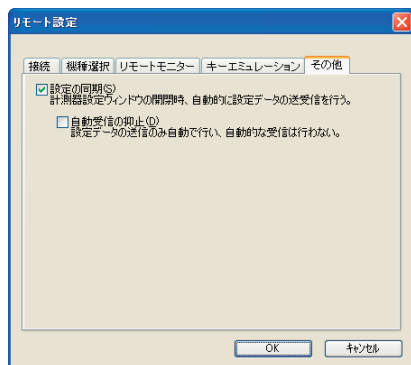 リモート設定
接続 機種選択 リモートモニター キーエミュレーション その他
設定の同期(S)
計測器設定ウィンドウの開閉時、自動的に設定データの送受信を行う。
自動受信の抑止(D)
設定データの送信のみ自動で行い、自動的な受信は行わない。
OK キャンセル